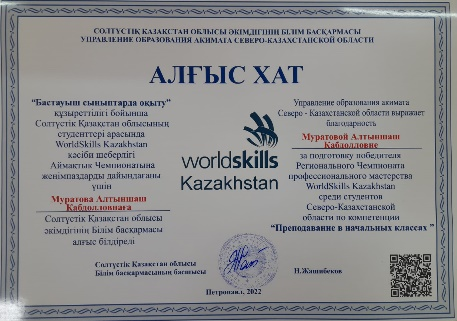 СОЛТҮСТІК ҚАЗАҚСТАН ОБЛЫСЫ ӘКІМДІГІНІҢ БІЛІМ БАСҚАРМАСЫ
УПРАВЛЕНИЕ ОБРАЗОВАНИЯ АКИМАТА СЕВЕРО-КАЗАХСТАНСКОЙ ОБЛАСТИ
АЛҒЫС ХАТ
"Бастауыш сыныптарда оқыту"
құзыреттілігі бойынша
Солтүстік Қазақстан облысының
студенттері арасында
WorldSkills Kazakhstan
кәсіби шеберлігі
Аймақтық Чемпионатына
жеңімпаздарды дайындағаны
үшін
Муратова Алтыншаш
Кабдолловнаға
Солтүстік Қазақстан облысы
әкімдігінің Білім басқармасы
алғыс білдіреді
worldskills
Kazakhstan
Управление образования акимата
Северо - Казахстанской области выражает
благодарность
Муратовой Алтыншаш
Кабдолловне
за подготовку победителя
Регионального Чемпионата
профессионального мастерства
WorldSkills Kazakhstan
среди студентов
Северо-Казахстанской
области по компетенции
"Преподавание в начальных классах "
Солтүстік Қазақстан облысы
Білім басқармасының басшысы
Петропавл, 2022